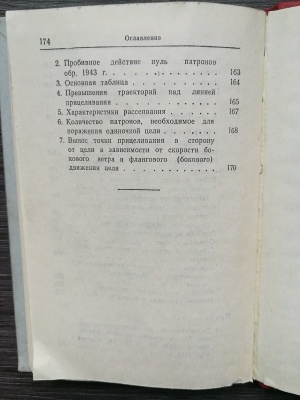 174 Оглавление
2. Пробивное действие пуль патронов
обр. 1943 г. . . . . . . . . . . . 163
3. Основная таблица . . . . . . . . 164
4. Превышения траекторий над линией
прицеливания . . . . . . . . . . . 165
5. Характеристики рассеивания . . . . 167
6. Количество патронов, необходимое для
поражения одиночной цели . . . . . 168
7. Вынос точки прицеливания в сторону
от цели в зависимости от скорости бо-
кового ветра и флангового (бокового)
движения цели . . . . . . . . . . . 170